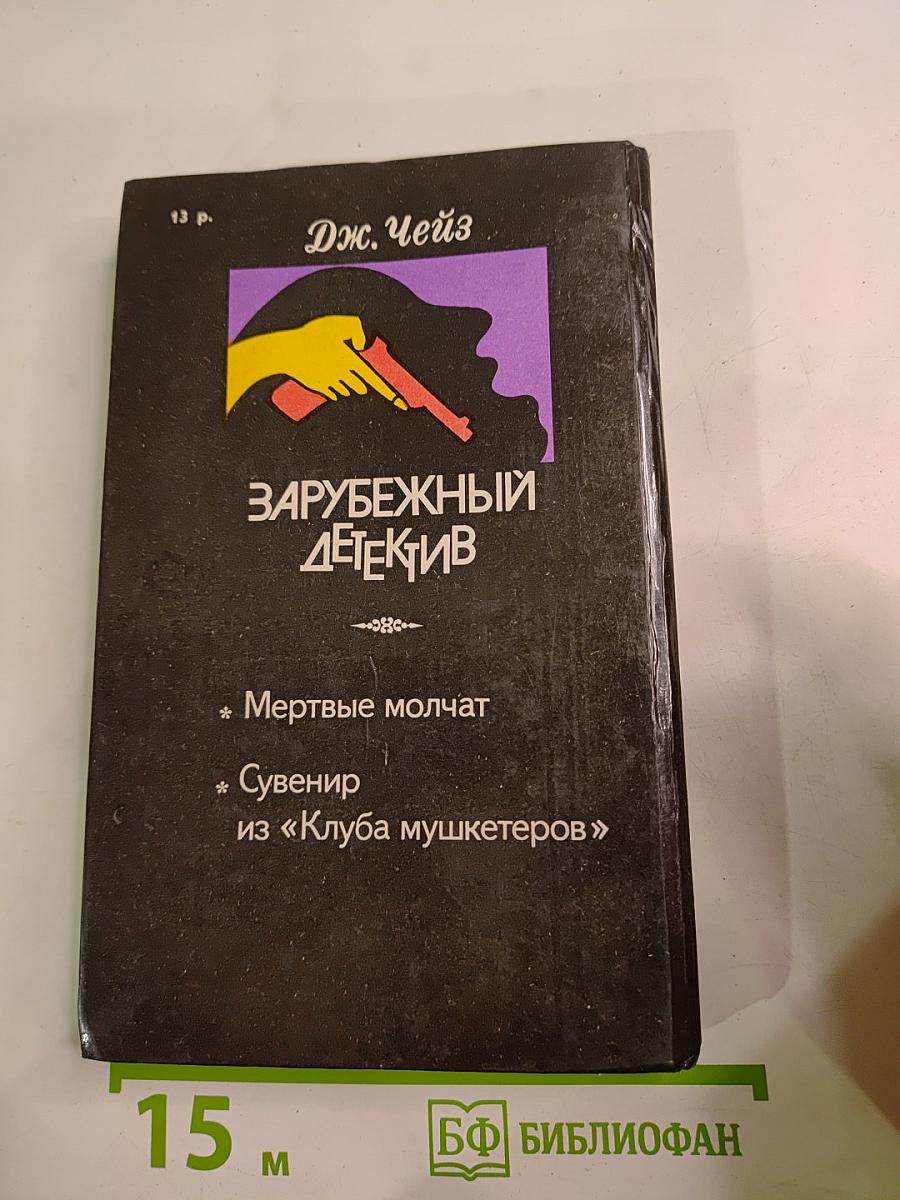 13 р.
Дж. Чейз
ЗАРУБЕЖНЫЙ
ДЕТЕКТИВ
* Мертвые молчат
* Сувенир
из «Клуба мушкетеров»
15 м
БФ БИБЛИОФАН